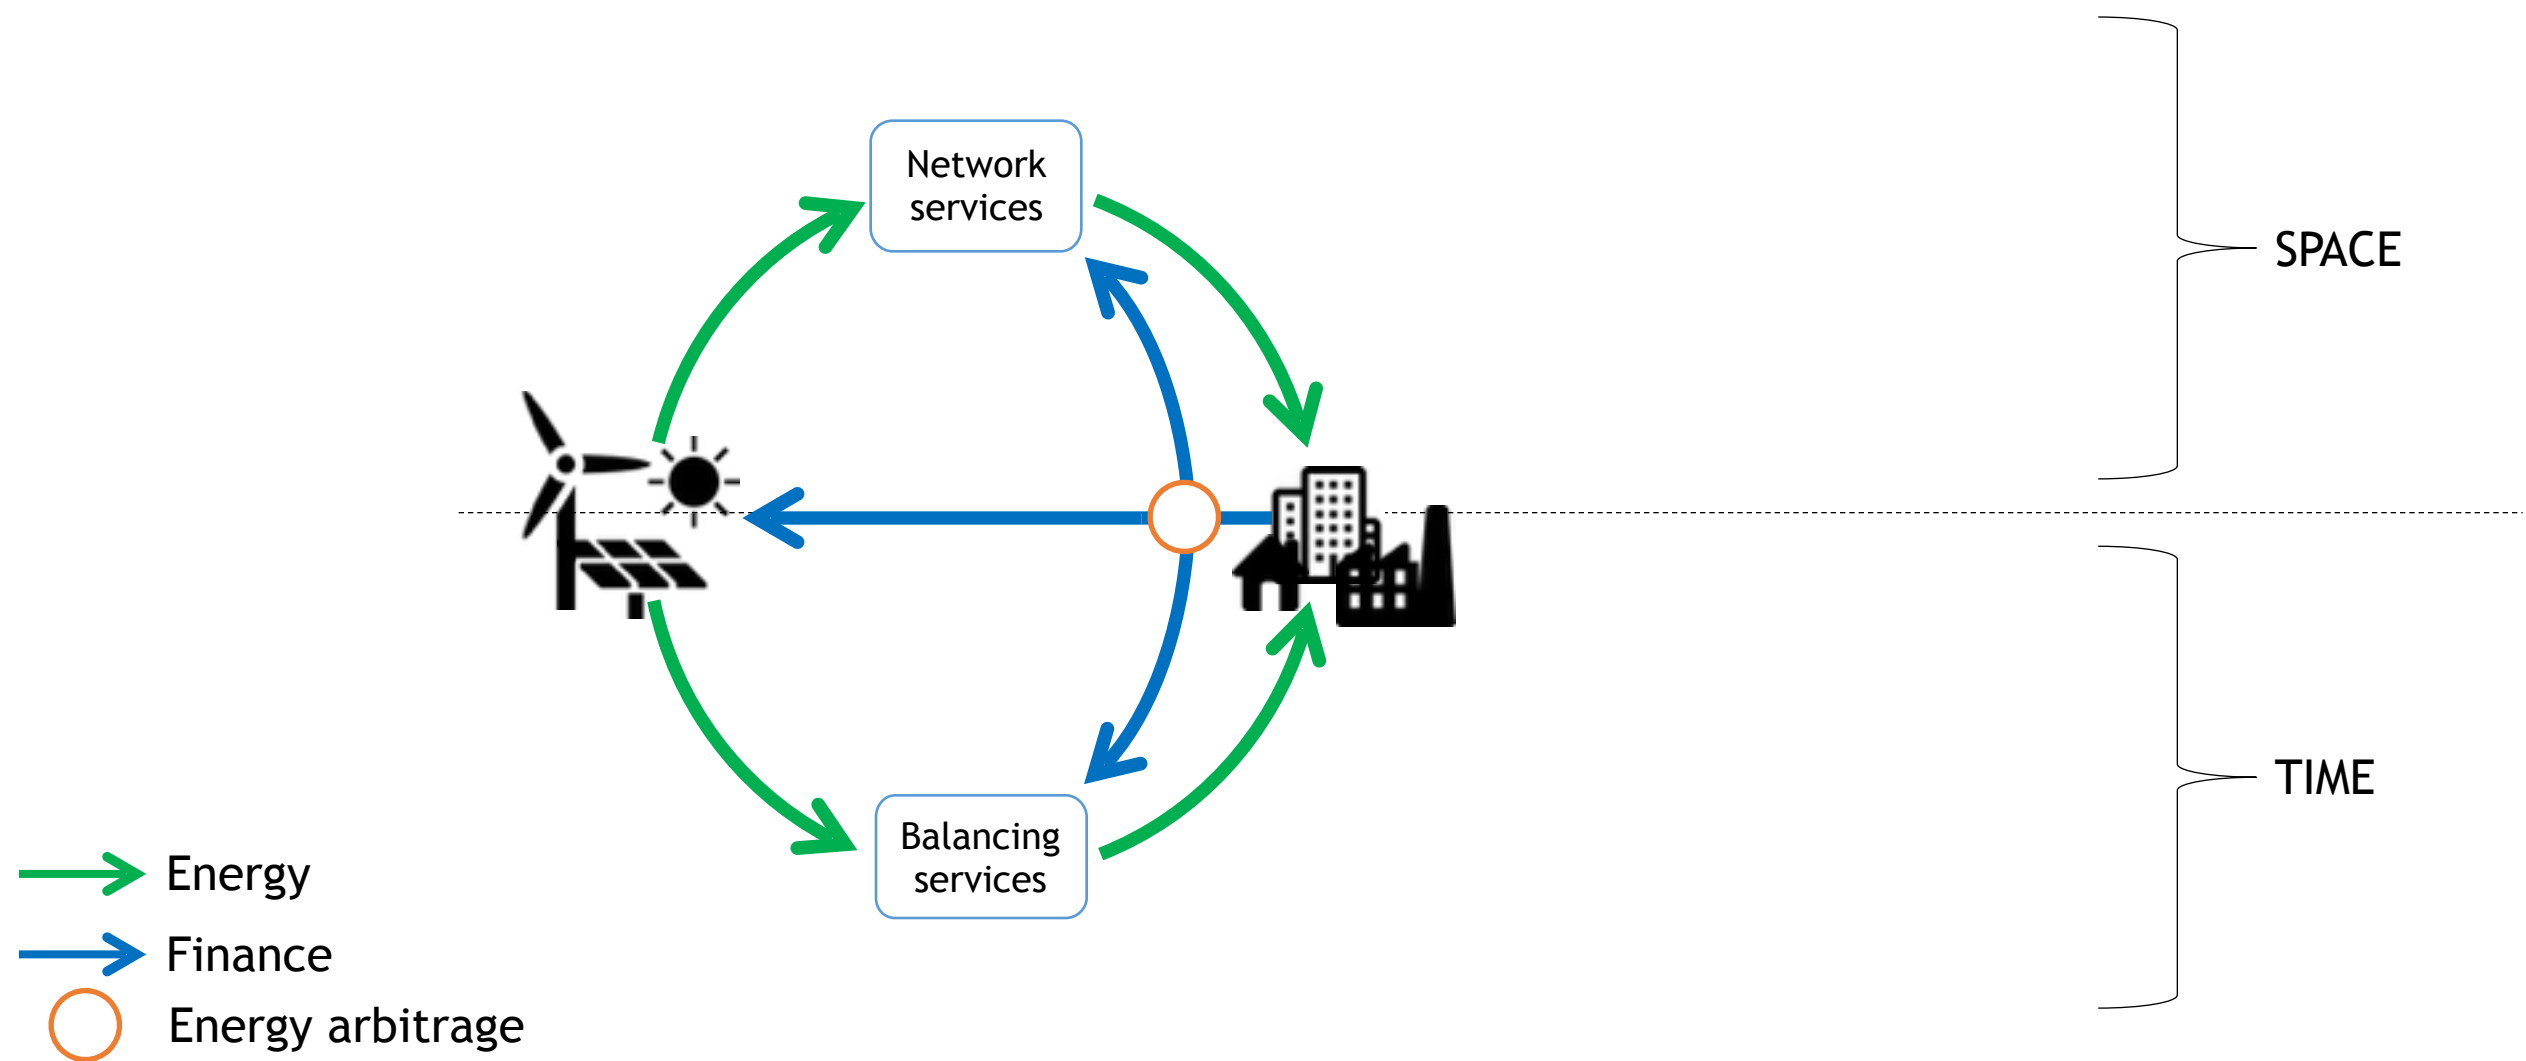 Network
services
SPACE
TIME
Balancing
services
Energy
Finance
Energy arbitrage